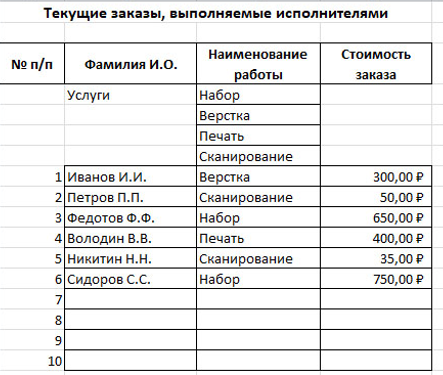 Текущие заказы, выполняемые исполнителями
№ п/п Фамилия И.О. Наименование работы Стоимость заказа
Услуги Набор
Верстка
Печать
Сканирование
1 Иванов И.И. Верстка 300,00 ₽
2 Петров П.П. Сканирование 50,00 ₽
3 Федотов Ф.Ф. Набор 650,00 ₽
4 Володин В.В. Печать 400,00 ₽
5 Никитин Н.Н. Сканирование 35,00 ₽
6 Сидоров С.С. Набор 750,00 ₽
7
8
9
10